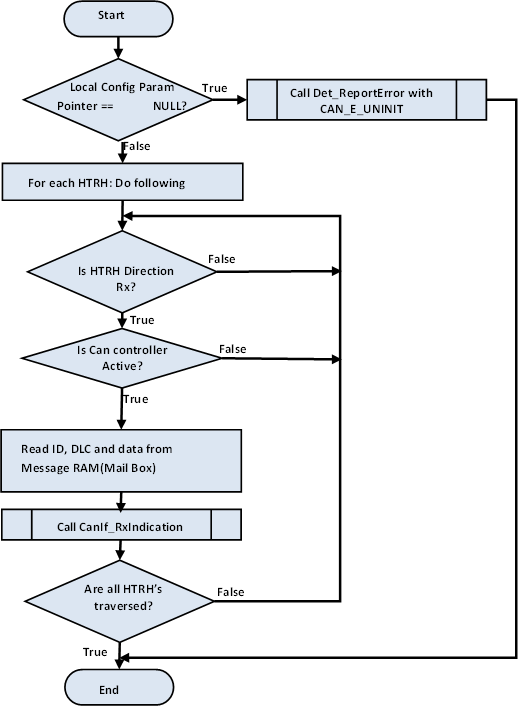 Start
Local Config Param
Pointer == NULL?
True
Call Det_ReportError with
CAN_E_UNINIT
False
For each HTRH: Do following
Is HTRH Direction
Rx?
False
True
Is Can controller
Active?
False
True
Read ID, DLC and data from
Message RAM(Mail Box)
Call CanIf_RxIndication
Are all HTRH's
traversed?
False
True
End